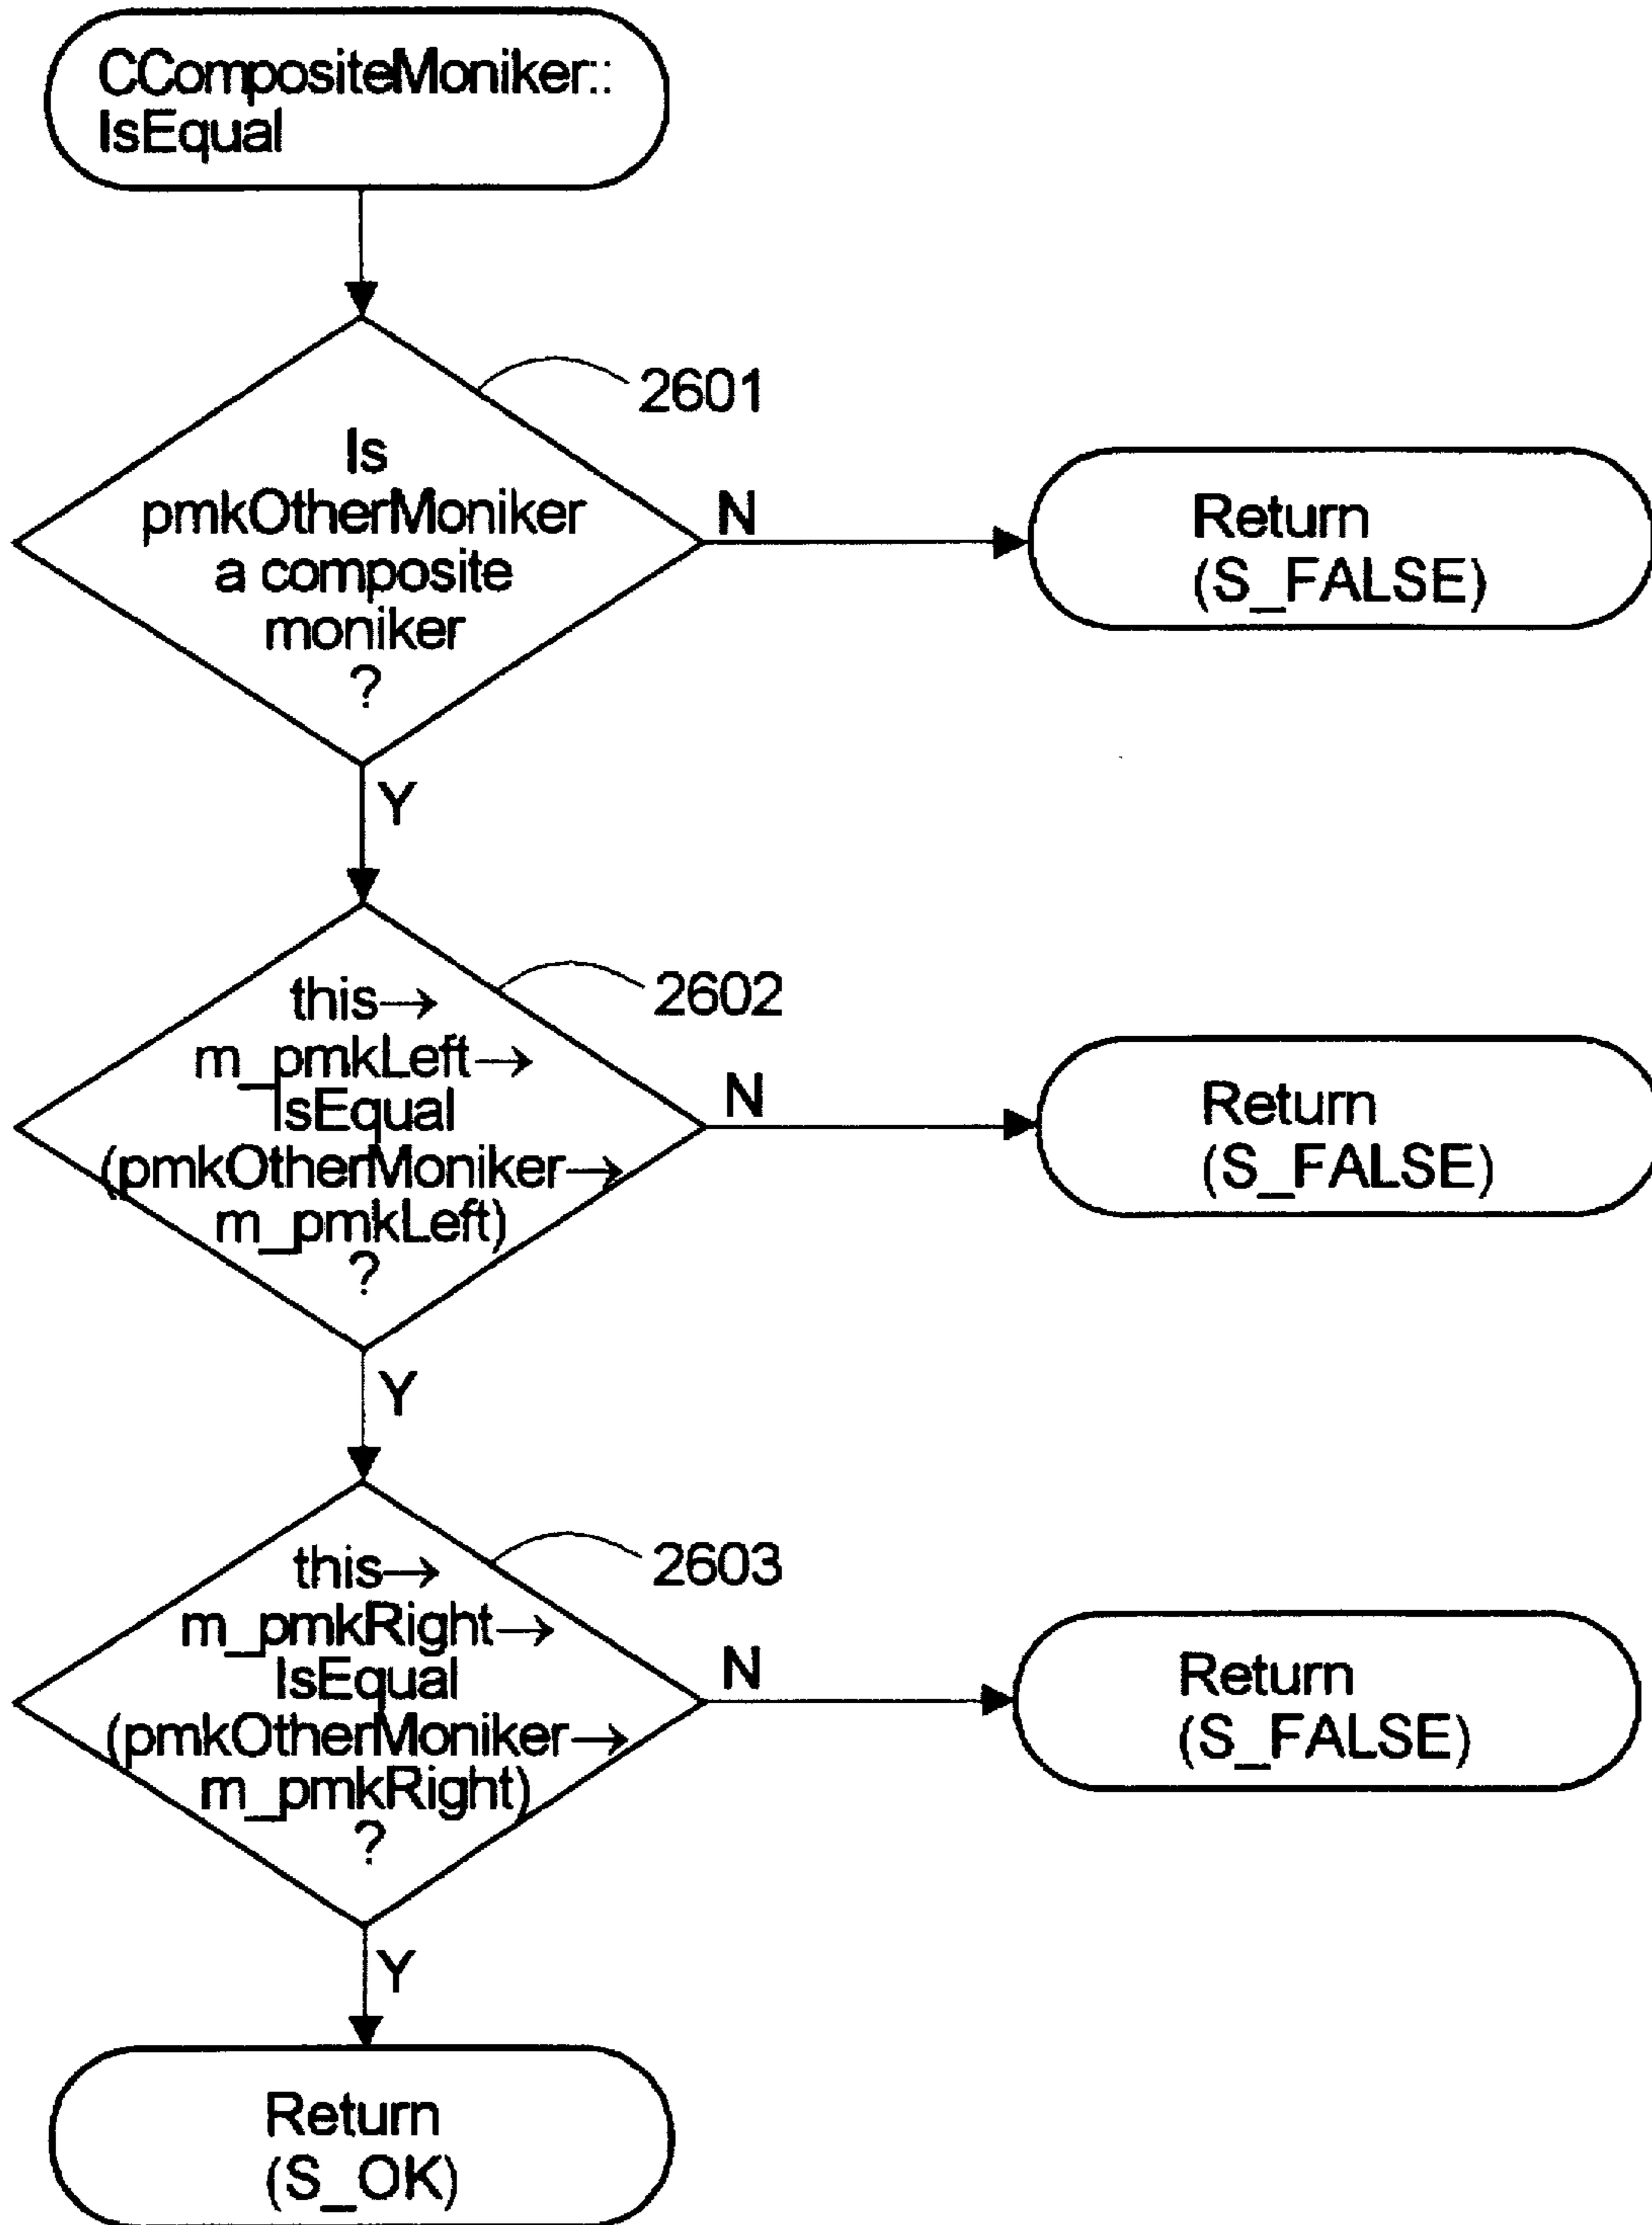 CCompositeMoniker::
IsEqual
2601
Is
pmkOtherMoniker
a composite
moniker
?
N
Return
(S_FALSE)
Y
2602
this→
m_pmkLeft→
IsEqual
(pmkOtherMoniker→
m_pmkLeft)
?
N
Return
(S_FALSE)
Y
2603
this→
m_pmkRight→
IsEqual
(pmkOtherMoniker→
m_pmkRight)
?
N
Return
(S_FALSE)
Y
Return
(S_OK)